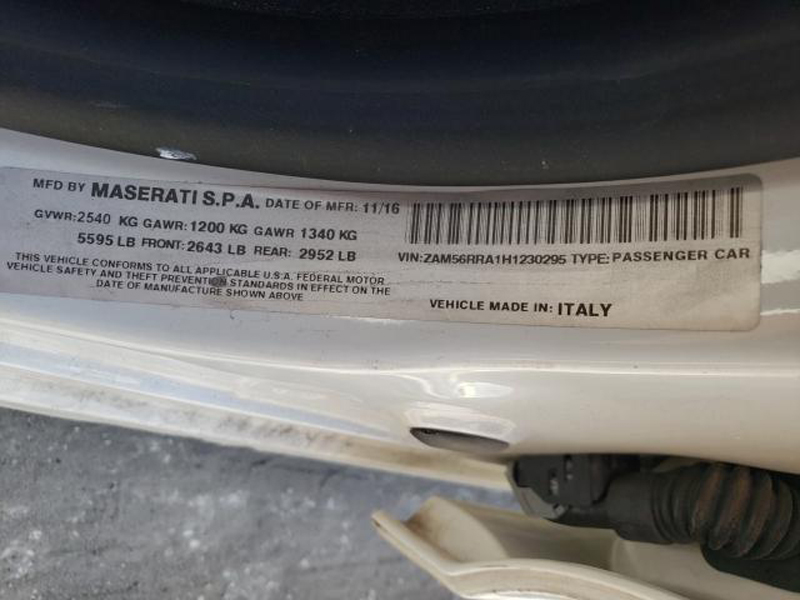 MFD BY MASERATI S.P.A. DATE OF MFR: 11/16
GVWR:2540 KG GAWR:1200 KG GAWR 1340 KG
5595 LB FRONT:2643 LB REAR: 2952 LB
THIS VEHICLE CONFORMS TO ALL APPLICABLE U.S.A. FEDERAL MOTOR
VEHICLE SAFETY AND THEFT PREVENTION STANDARDS IN EFFECT ON THE
DATE OF MANUFACTURE SHOWN ABOVE
VIN:ZAM56RRA1H1230295 TYPE:PASSENGER CAR
VEHICLE MADE IN: ITALY